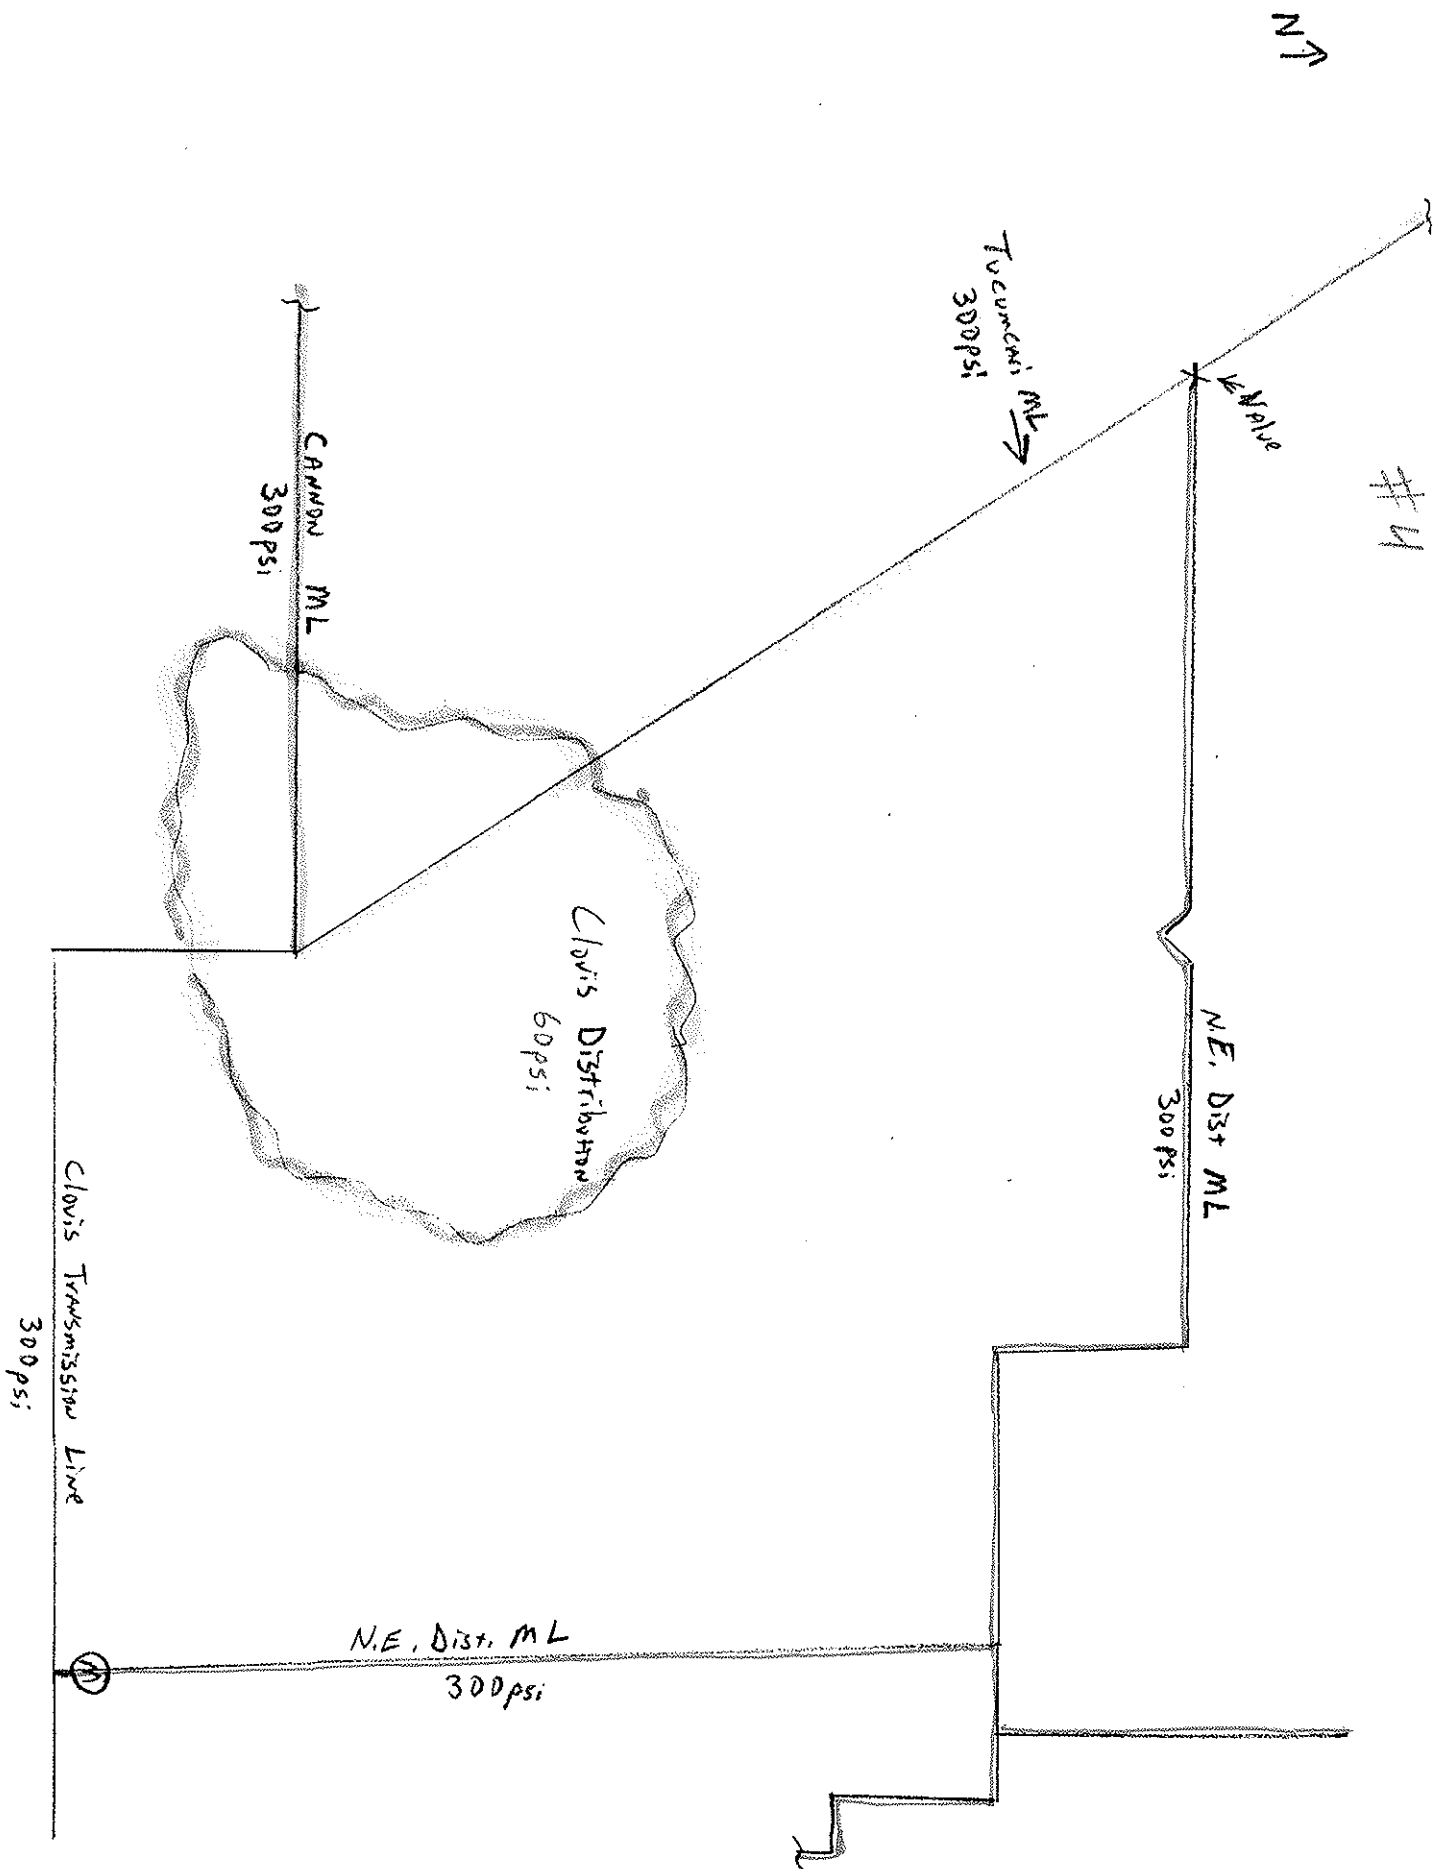 N
#4
Valve
Tucumcari ML
300psi
N.E. Dist ML
300psi
CANNON ML
300psi
Clovis Distribution
60psi
N.E. Dist. ML
300psi
M
Clovis Transmission Line
300psi